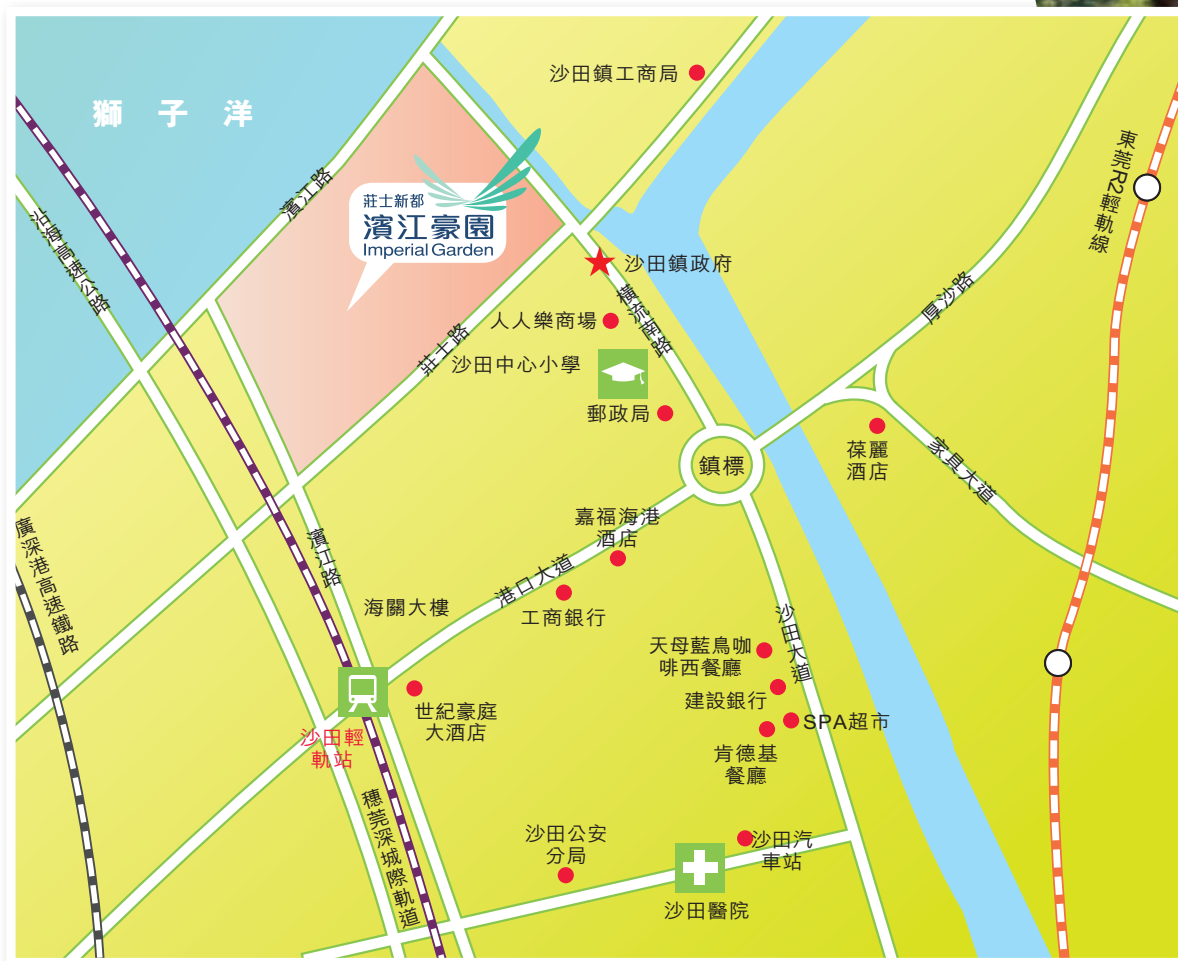 沙田鎮工商局
獅子洋
東莞R2輕軌線
濱江路
莊士新都
濱江豪園
Imperial Garden
沿海高速公路
沙田鎮政府
橫流南路
人人樂商場
厚沙路
莊士路
沙田中心小學
郵政局
鎮標
葆麗
酒店
家具大道
廣深港高速鐵路
嘉福海港
酒店
濱江路
港口大道
海關大樓
工商銀行
沙田大道
天母藍鳥咖
啡西餐廳
建設銀行
世紀豪庭
大酒店
SPA超市
沙田輕
軌站
肯德基
餐廳
穗莞深城際軌道
沙田公安
分局
沙田汽
車站
沙田醫院